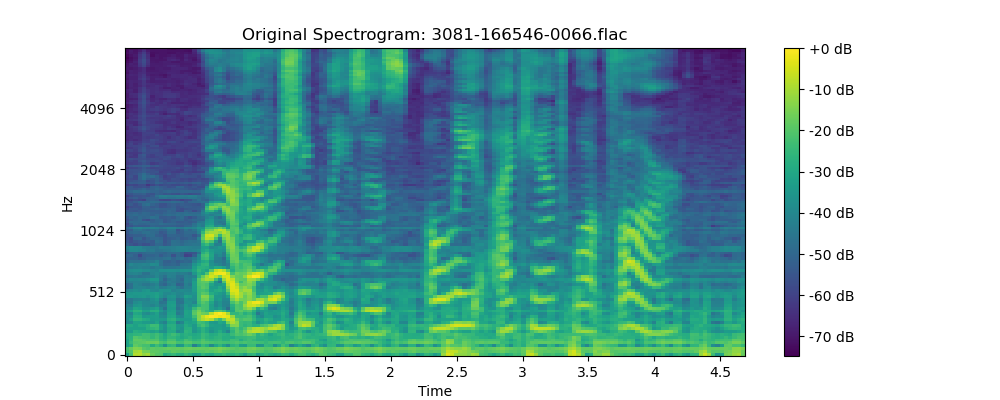 Original Spectrogram: 3081-166546-0066.flac
Hz
4096
2048
1024
512
0
0 0.5 1 1.5 2 2.5 3 3.5 4 4.5
Time
+0 dB
-10 dB
-20 dB
-30 dB
-40 dB
-50 dB
-60 dB
-70 dB